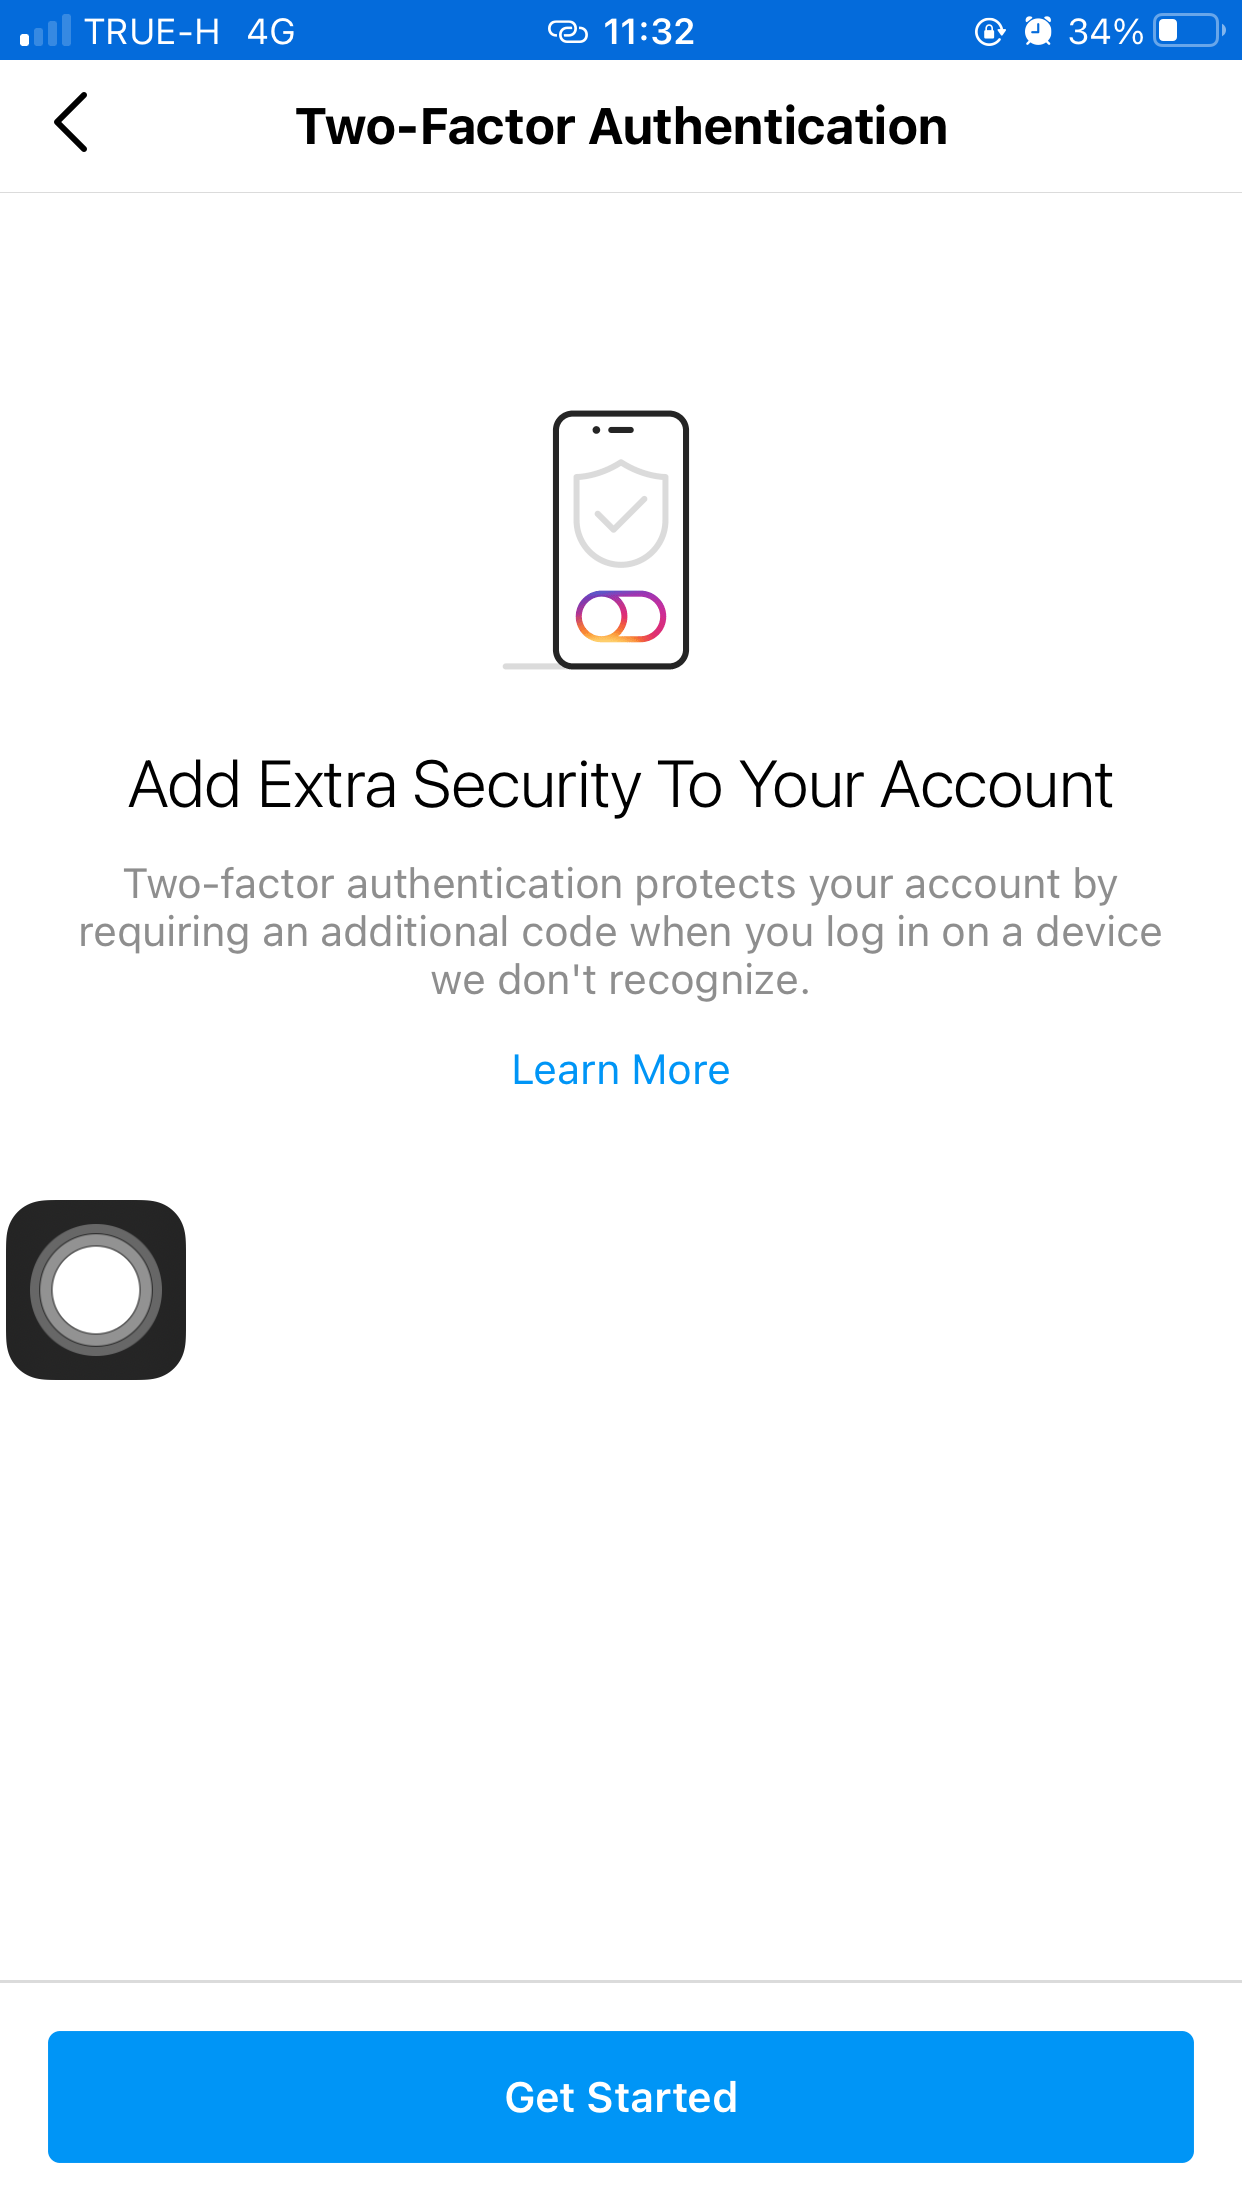 TRUE-H 4G 11:32 34%
Two-Factor Authentication
Add Extra Security To Your Account
Two-factor authentication protects your account by
requiring an additional code when you log in on a device
we don't recognize.
Learn More
Get Started